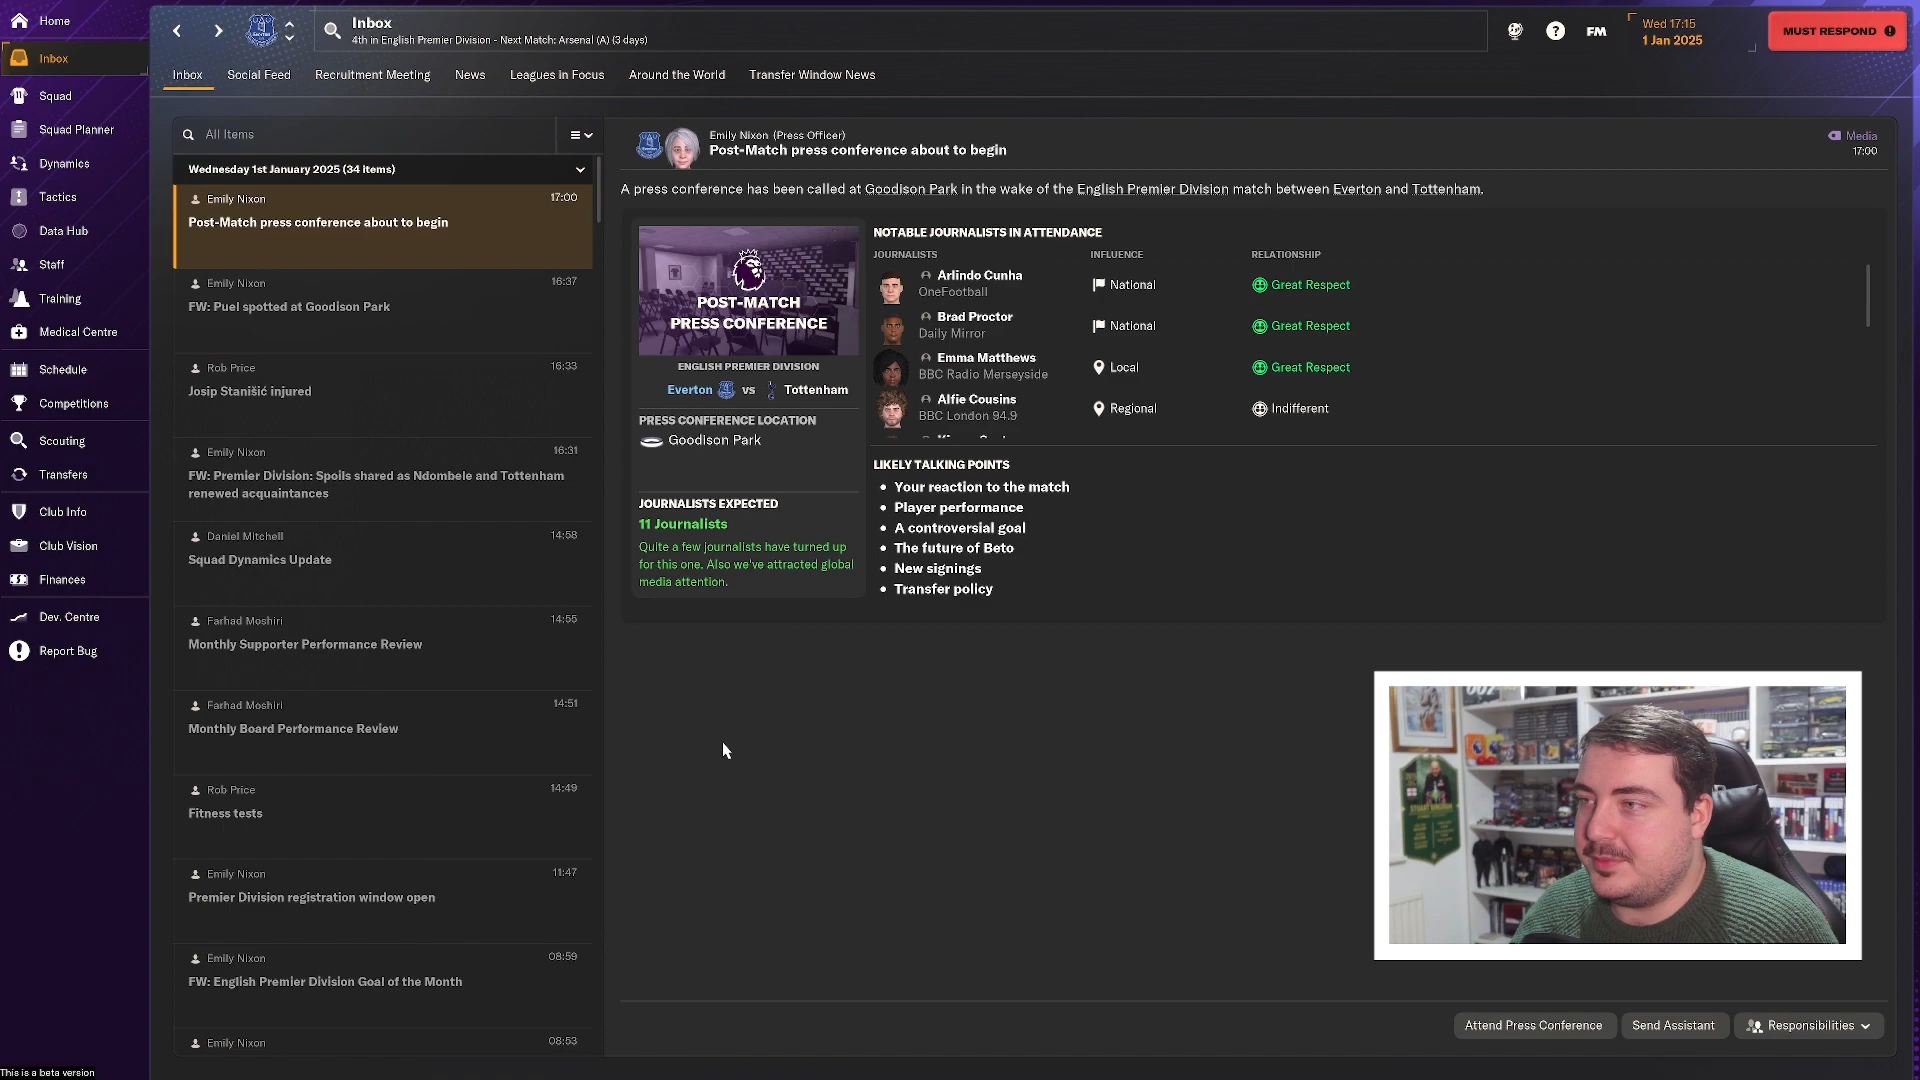 Home
Inbox
Squad
Squad Planner
Dynamics
Tactics
Data Hub
Staff
Training
Medical Centre
Schedule
Competitions
Scouting
Transfers
Club Info
Club Vision
Finances
Dev. Centre
Report Bug
This is a beta version
Inbox
4th in English Premier Division - Next Match: Arsenal (A) (3 days)
FM
Wed 17:15
1 Jan 2025
MUST RESPOND
Inbox Social Feed Recruitment Meeting News Leagues in Focus Around the World Transfer Window News
All Items
Wednesday 1st January 2025 (34 Items)
Emily Nixon 17:00
Post-Match press conference about to begin
Emily Nixon 16:37
FW: Puel spotted at Goodison Park
Rob Price 16:33
Josip Stanišić injured
Emily Nixon 16:31
FW: Premier Division: Spoils shared as Ndombele and Tottenham
renewed acquaintances
Daniel Mitchell 14:58
Squad Dynamics Update
Farhad Moshiri 14:55
Monthly Supporter Performance Review
Farhad Moshiri 14:51
Monthly Board Performance Review
Rob Price 14:49
Fitness tests
Emily Nixon 11:47
Premier Division registration window open
Emily Nixon 08:59
FW: English Premier Division Goal of the Month
Emily Nixon 08:53
Emily Nixon (Press Officer)
Post-Match press conference about to begin
Media
17:00
A press conference has been called at Goodison Park in the wake of the English Premier Division match between Everton and Tottenham.
POST-MATCH
PRESS CONFERENCE
ENGLISH PREMIER DIVISION
Everton vs Tottenham
PRESS CONFERENCE LOCATION
Goodison Park
JOURNALISTS EXPECTED
11 Journalists
Quite a few journalists have turned up
for this one. Also we've attracted global
media attention.
NOTABLE JOURNALISTS IN ATTENDANCE
JOURNALISTS INFLUENCE RELATIONSHIP
Arlindo Cunha
OneFootball
National Great Respect
Brad Proctor
Daily Mirror
National Great Respect
Emma Matthews
BBC Radio Merseyside
Local Great Respect
Alfie Cousins
BBC London 94.9
Regional Indifferent
LIKELY TALKING POINTS
• Your reaction to the match
• Player performance
• A controversial goal
• The future of Beto
• New signings
• Transfer policy
007
Attend Press Conference Send Assistant Responsibilities